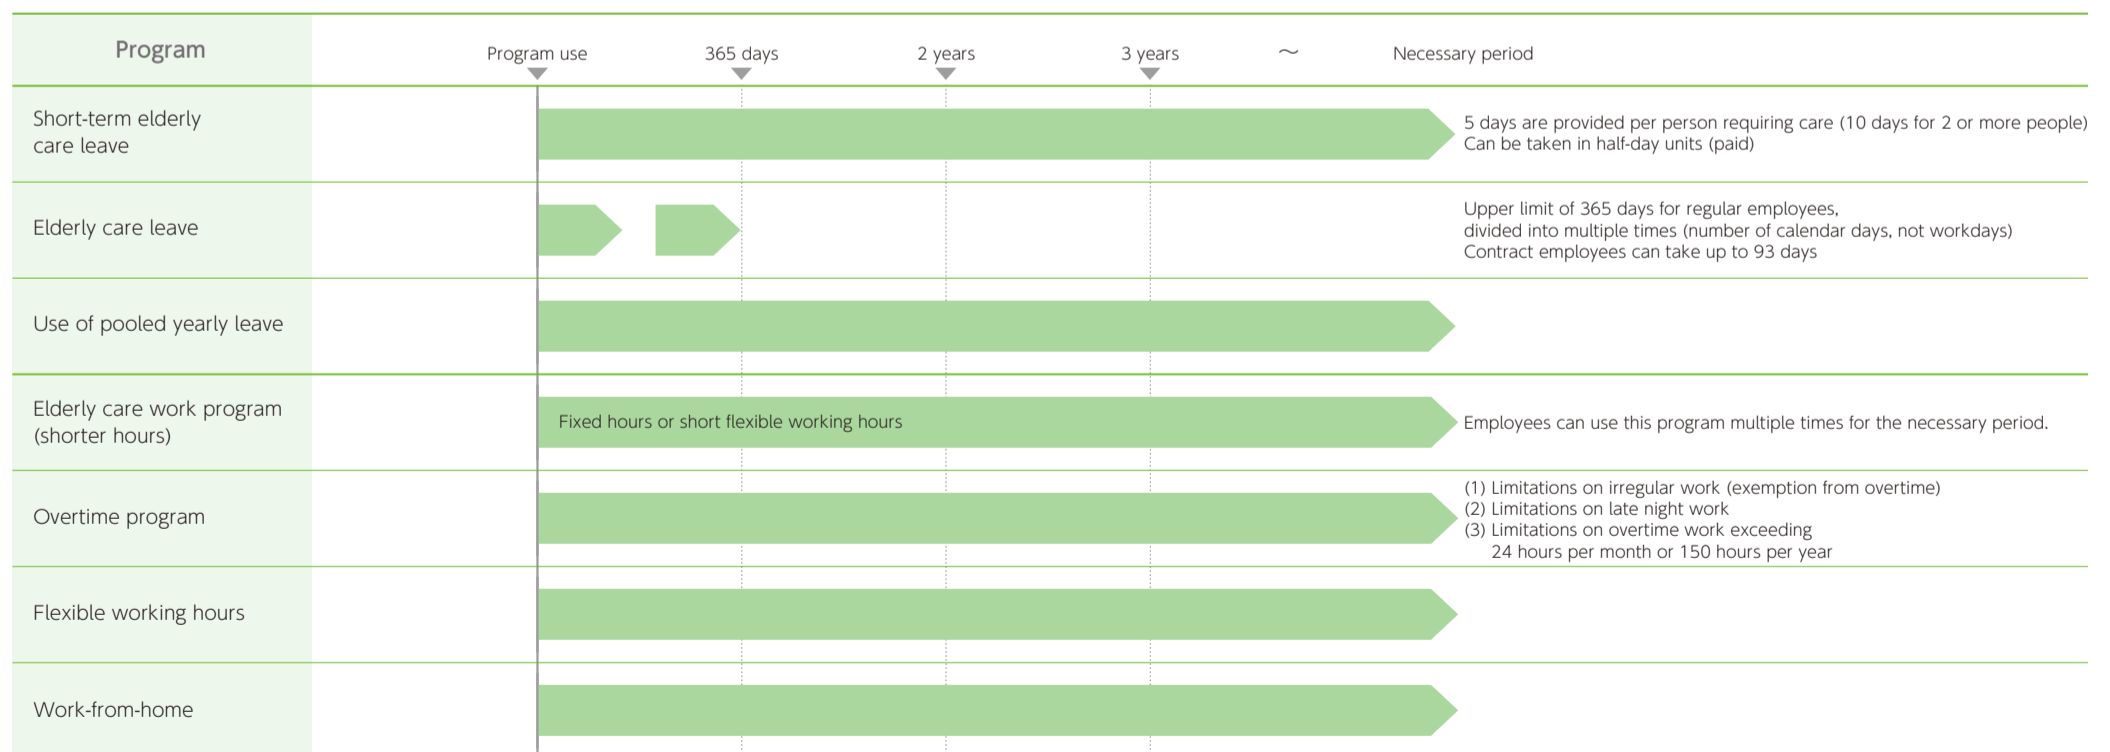 Program
Program use
365 days
2 years
3 years
～
Necessary period
Short-term elderly
care leave
5 days are provided per person requiring care (10 days for 2 or more people)
Can be taken in half-day units (paid)
Elderly care leave
Upper limit of 365 days for regular employees,
divided into multiple times (number of calendar days, not workdays)
Contract employees can take up to 93 days
Use of pooled yearly leave
Elderly care work program
(shorter hours)
Fixed hours or short flexible working hours
Employees can use this program multiple times for the necessary period.
Overtime program
(1) Limitations on irregular work (exemption from overtime)
(2) Limitations on late night work
(3) Limitations on overtime work exceeding
24 hours per month or 150 hours per year
Flexible working hours
Work-from-home